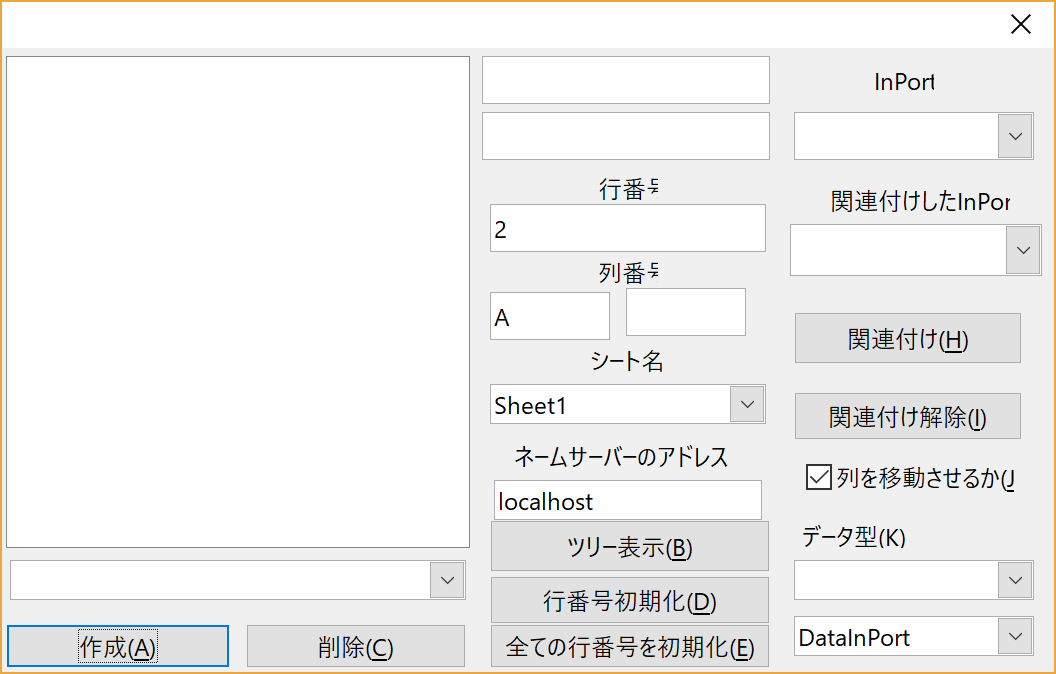 InPort
行番号
関連付けしたInPor
2
列番号
A
関連付け(H)
シート名
Sheet1
関連付け解除(I)
ネームサーバーのアドレス
列を移動させるか(J
localhost
データ型(K)
ツリー表示(B)
行番号初期化(D)
DataInPort
作成(A)
削除(C)
全ての行番号を初期化(E)